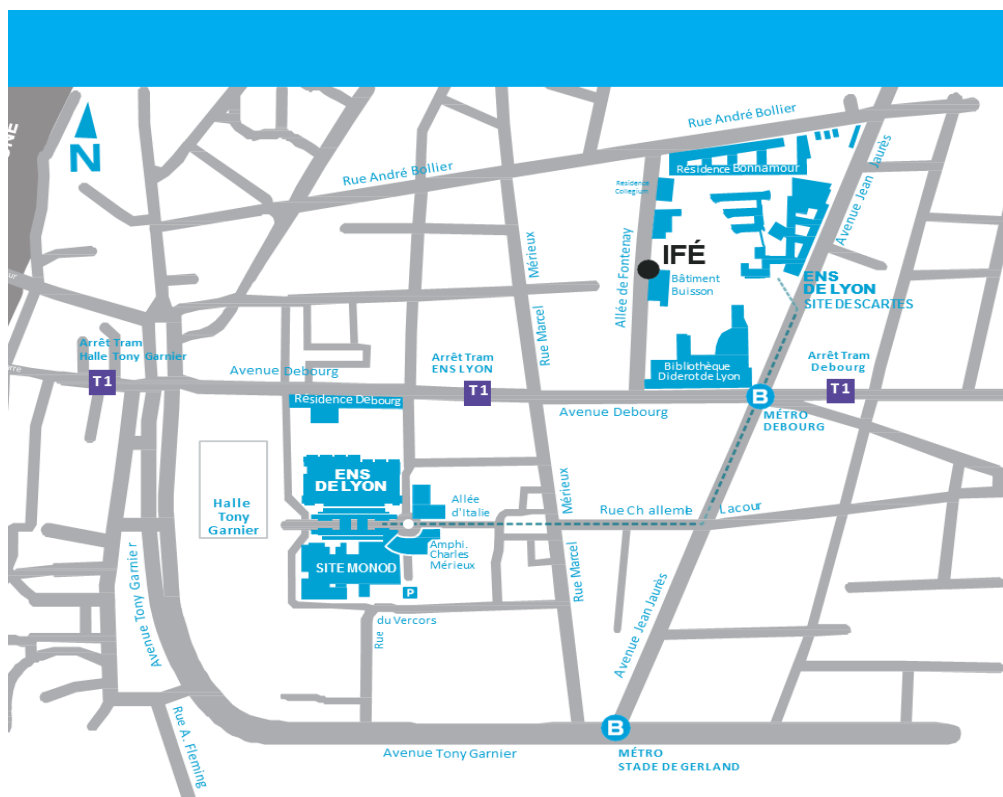 N
Rue André Bollier
Rue André Bollier
Résidence Bonnamour
Résidence
Collegium
Avenue Jean Jaurès
Mérieux
Rue Marcel
Allée de Fontenay
IFÉ
Bâtiment
Buisson
ENS
DE LYON
SITE DESCARTES
Arrêt Tram
Halle Tony Garnier
T1
Avenue Debourg
Arrêt Tram
ENS LYON
T1
Bibliothèque
Diderot de Lyon
Arrêt Tram
Debourg
T1
Résidence Debourg
Avenue Debourg
B
MÉTRO
DEBOURG
ENS
DE LYON
Halle
Tony
Garnier
Allée
d'Italie
Mérieux
Rue Marcel
Rue Challemel Lacour
Amphi.
Charles
Mérieux
SITE MONOD
P
Rue
du Vercors
Avenue Tony Garnier
Avenue Jean Jaurès
Rue A. Fleming
Avenue Tony Garnier
B
MÉTRO
STADE DE GERLAND